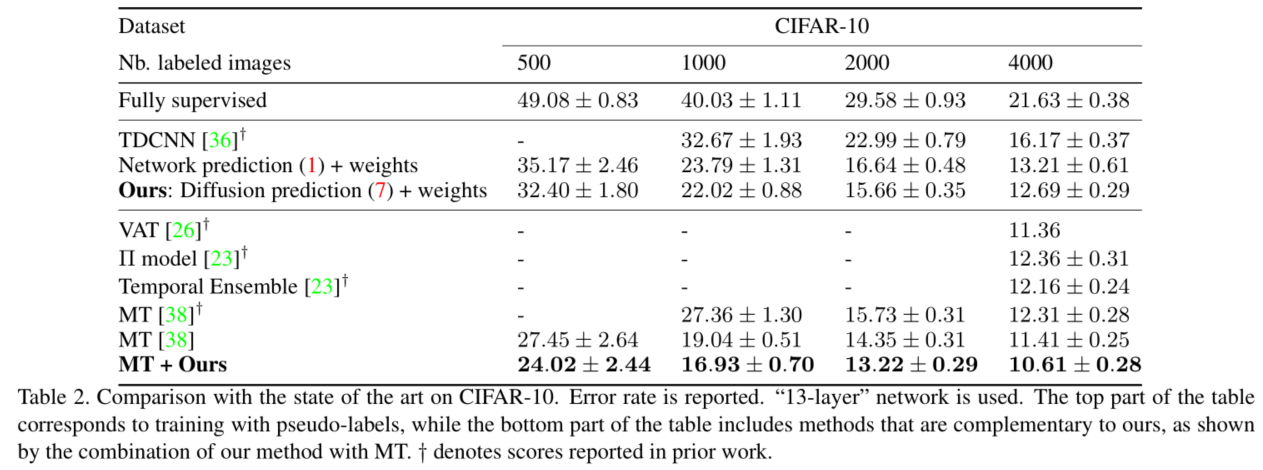 Dataset CIFAR-10
Nb. labeled images 500 1000 2000 4000
Fully supervised 49.08 ± 0.83 40.03 ± 1.11 29.58 ± 0.93 21.63 ± 0.38
TDCNN [36]† - 32.67 ± 1.93 22.99 ± 0.79 16.17 ± 0.37
Network prediction (1) + weights 35.17 ± 2.46 23.79 ± 1.31 16.64 ± 0.48 13.21 ± 0.61
Ours: Diffusion prediction (7) + weights 32.40 ± 1.80 22.02 ± 0.88 15.66 ± 0.35 12.69 ± 0.29
VAT [26]† - - - 11.36
Π model [23]† - - - 12.36 ± 0.31
Temporal Ensemble [23]† - - - 12.16 ± 0.24
MT [38]† - 27.36 ± 1.30 15.73 ± 0.31 12.31 ± 0.28
MT [38] 27.45 ± 2.64 19.04 ± 0.51 14.35 ± 0.31 11.41 ± 0.25
MT + Ours 24.02 ± 2.44 16.93 ± 0.70 13.22 ± 0.29 10.61 ± 0.28
Table 2. Comparison with the state of the art on CIFAR-10. Error rate is reported. “13-layer” network is used. The top part of the table
corresponds to training with pseudo-labels, while the bottom part of the table includes methods that are complementary to ours, as shown
by the combination of our method with MT. † denotes scores reported in prior work.